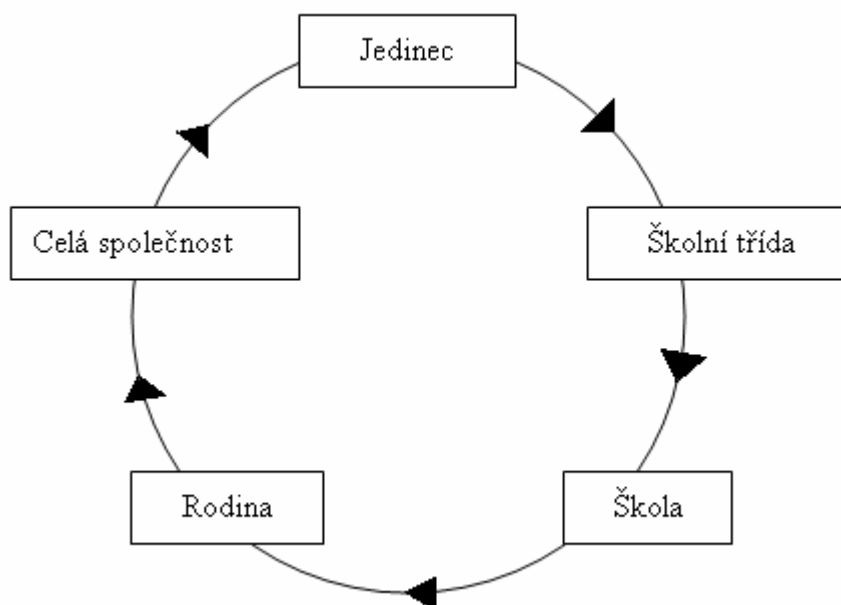 Jedinec
Celá společnost
Školní třída
Rodina
Škola